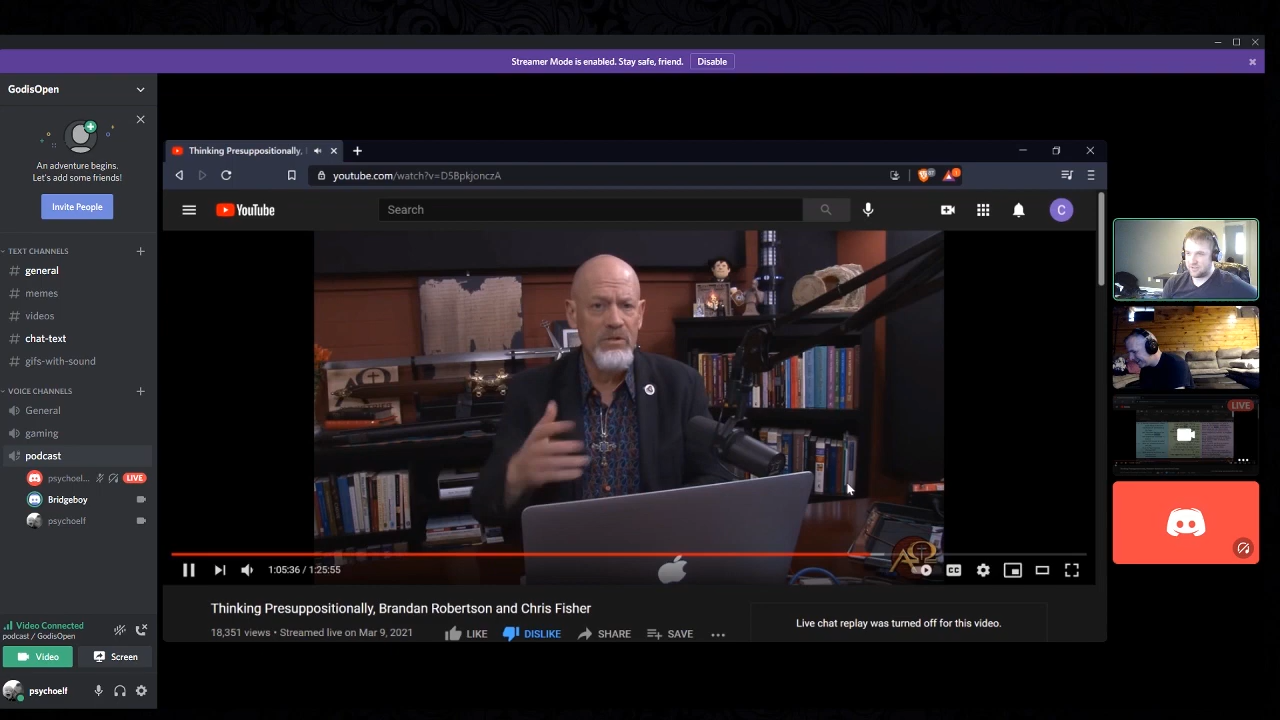 Streamer Mode is enabled. Stay safe, friend. Disable
GodisOpen
An adventure begins.
Let's add some friends!
Invite People
TEXT CHANNELS
# general
# memes
# videos
# chat-text
# gifs-with-sound
VOICE CHANNELS
General
gaming
podcast
psychoel... LIVE
Bridgeboy
psychoelf
Video Connected
podcast / GodisOpen
Video Screen
psychoelf
Thinking Presuppositionally,
youtube.com/watch?v=D5BpkjonczA
YouTube
Search
C
1:05:36 / 1:25:55
CC
Thinking Presuppositionally, Brandan Robertson and Chris Fisher
18,351 views • Streamed live on Mar 9, 2021
LIKE DISLIKE SHARE SAVE
Live chat replay was turned off for this video.
LIVE